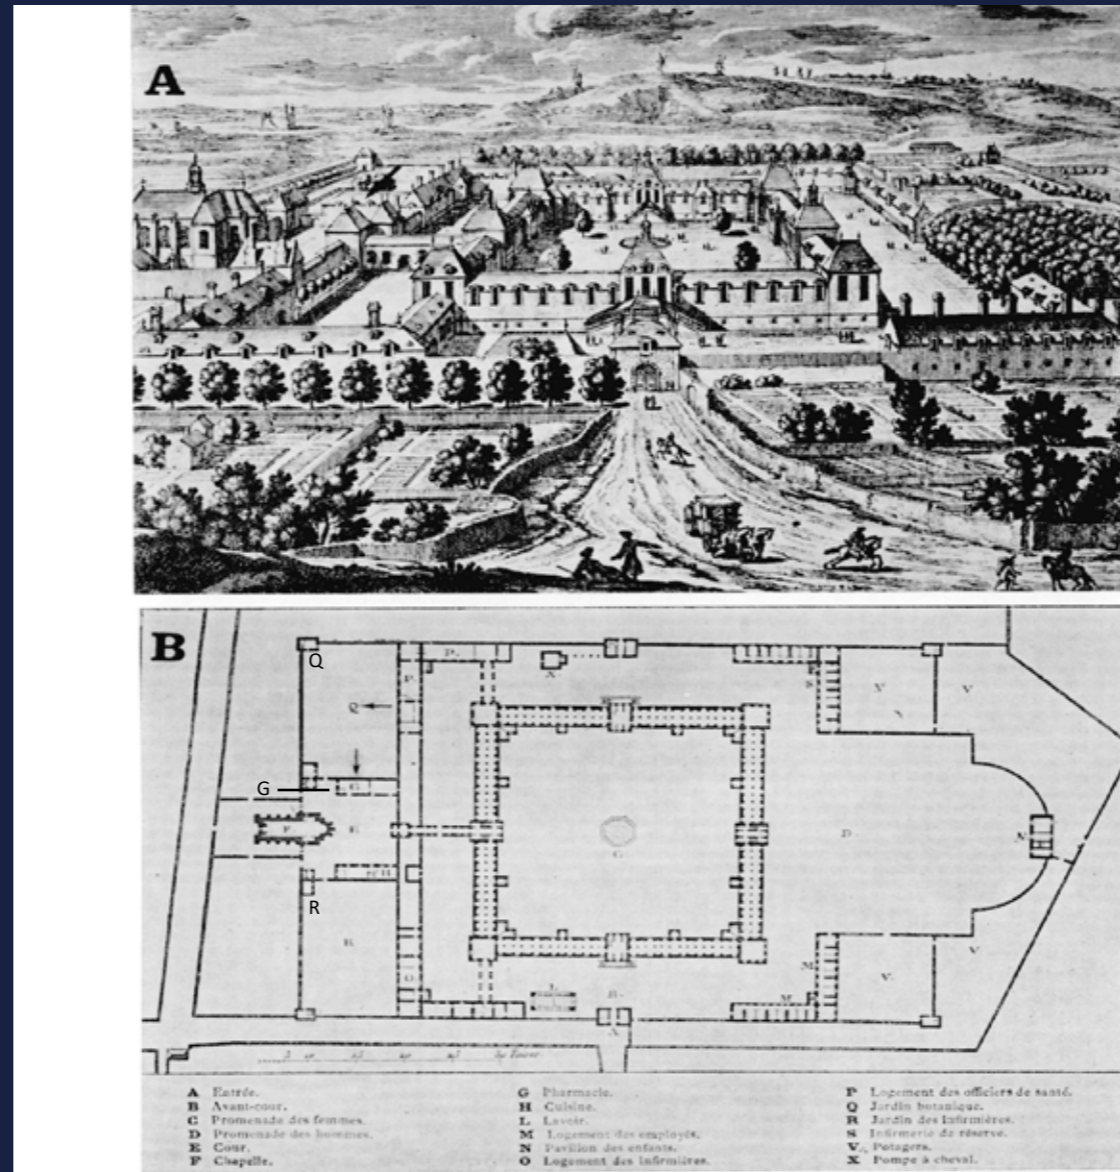 A
B
Q
P.
X
P.
S
V
V
Q
G
G
E
F.
D
N
C
H
R
R
M
V.
V
O
L
B.
M
A
A Entrée.
B Avant-cour.
C Promenade des femmes.
D Promenade des hommes.
E Cour.
F Chapelle.
G Pharmacie.
H Cuisine.
L Lavoir.
M Logement des employés.
N Pavillon des enfants.
O Logement des infirmières.
P Logement des officiers de santé.
Q Jardin botanique.
R Jardin des infirmières.
S Infirmerie de réserve.
V. Potagers.
X Pompe à cheval.